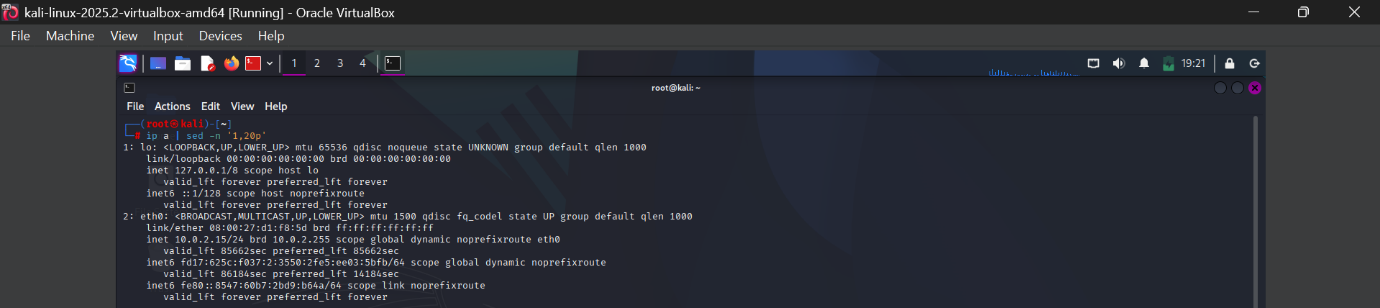 kali-linux-2025.2-virtualbox-amd64 [Running] - Oracle VirtualBox
File Machine View Input Devices Help
1 2 3 4 19:21
root@kali: ~
File Actions Edit View Help
(root㉿kali)-[~]
# ip a | sed -n '1,20p'
1: lo: <LOOPBACK,UP,LOWER_UP> mtu 65536 qdisc noqueue state UNKNOWN group default qlen 1000
link/loopback 00:00:00:00:00:00 brd 00:00:00:00:00:00
inet 127.0.0.1/8 scope host lo
valid_lft forever preferred_lft forever
inet6 ::1/128 scope host noprefixroute
valid_lft forever preferred_lft forever
2: eth0: <BROADCAST,MULTICAST,UP,LOWER_UP> mtu 1500 qdisc fq_codel state UP group default qlen 1000
link/ether 08:00:27:d1:f8:5d brd ff:ff:ff:ff:ff:ff
inet 10.0.2.15/24 brd 10.0.2.255 scope global dynamic noprefixroute eth0
valid_lft 85662sec preferred_lft 85662sec
inet6 fd17:625c:f037:2:3550:2fe5:ee03:5bfb/64 scope global dynamic noprefixroute
valid_lft 86184sec preferred_lft 14184sec
inet6 fe80::8547:60b7:2bd9:b64a/64 scope link noprefixroute
valid_lft forever preferred_lft forever